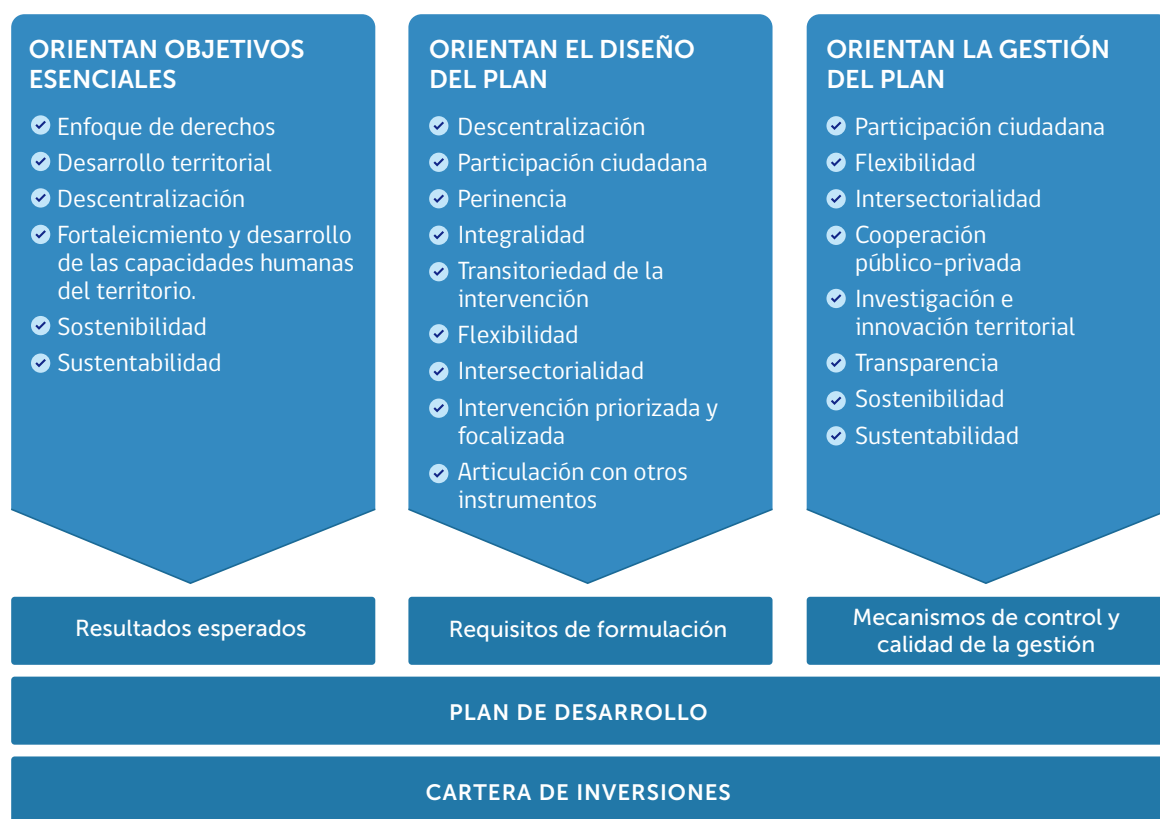 ORIENTAN OBJETIVOS
ESENCIALES
Enfoque de derechos
Desarrollo territorial
Descentralización
Fortaleicmiento y desarrollo
de las capacidades humanas
del territorio.
Sostenibilidad
Sustentabilidad
Resultados esperados
ORIENTAN EL DISEÑO
DEL PLAN
Descentralización
Participación ciudadana
Perinencia
Integralidad
Transitoriedad de la
intervención
Flexibilidad
Intersectorialidad
Intervención priorizada y
focalizada
Articulación con otros
instrumentos
Requisitos de formulación
ORIENTAN LA GESTIÓN
DEL PLAN
Participación ciudadana
Flexibilidad
Intersectorialidad
Cooperación
público-privada
Investigación e
innovación territorial
Transparencia
Sostenibilidad
Sustentabilidad
Mecanismos de control y
calidad de la gestión
PLAN DE DESARROLLO
CARTERA DE INVERSIONES